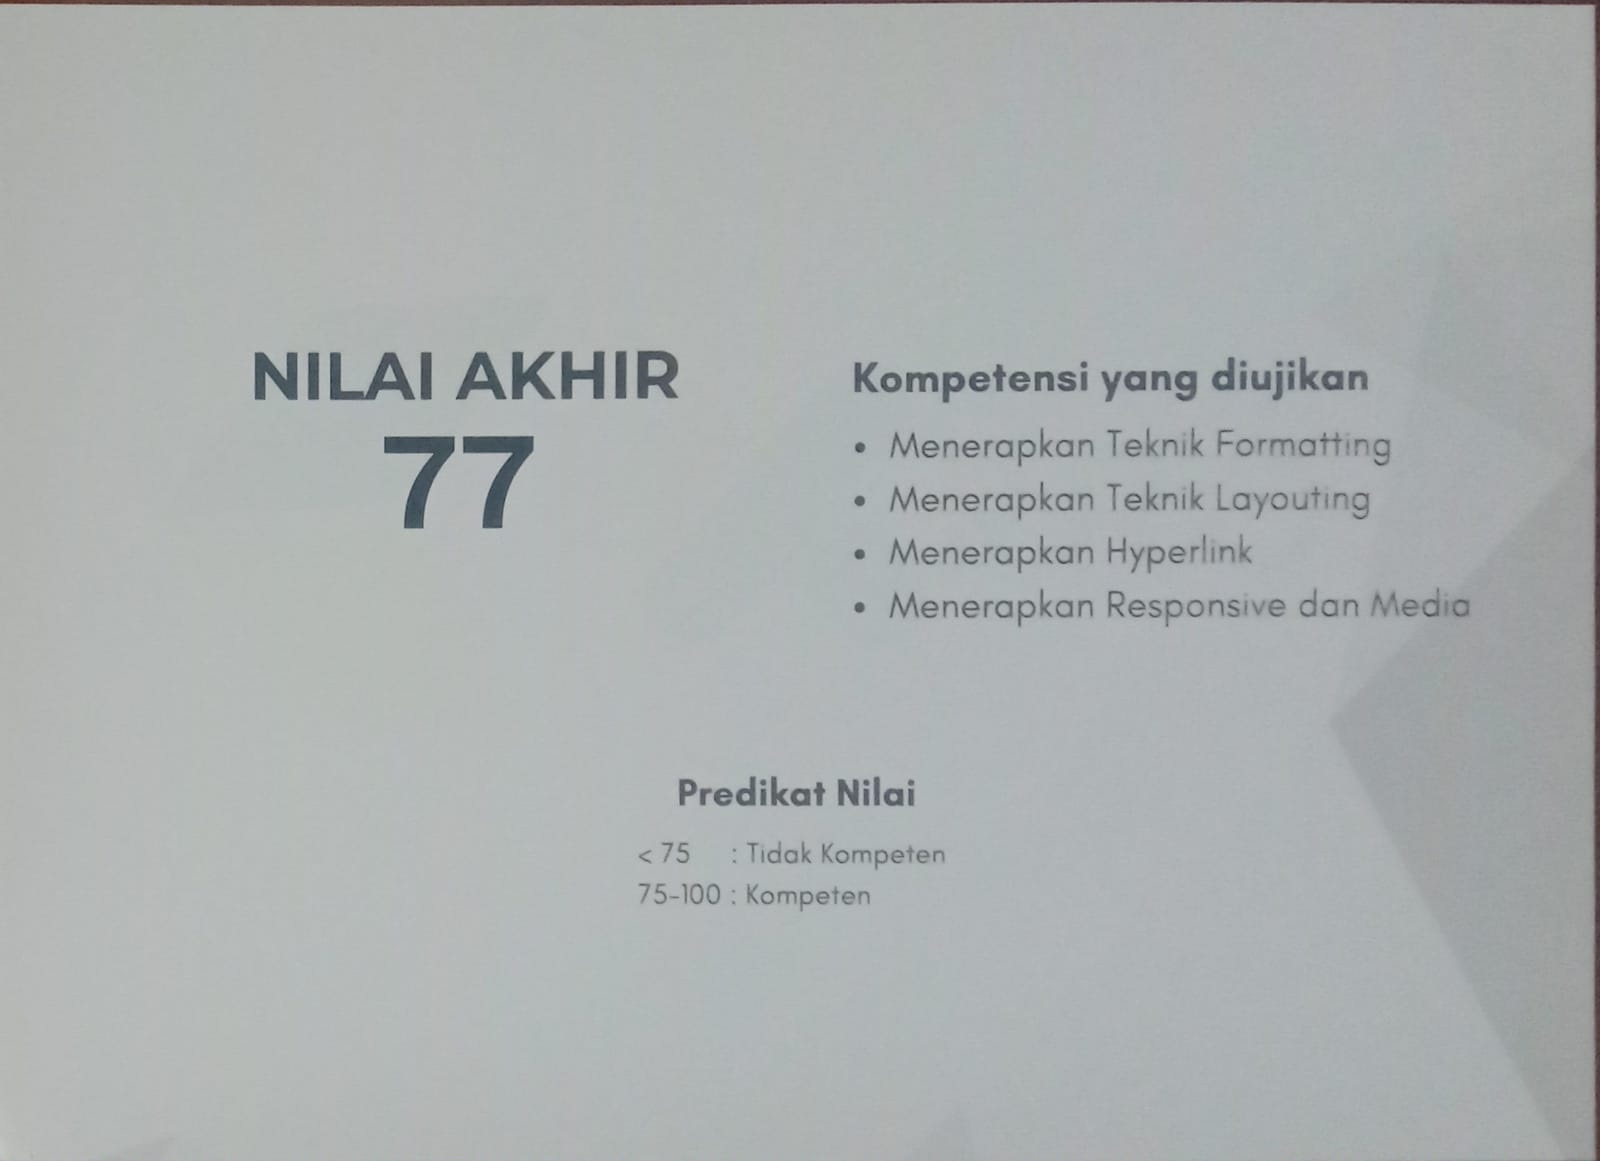 NILAI AKHIR
77
Kompetensi yang diujikan
• Menerapkan Teknik Formatting
• Menerapkan Teknik Layouting
• Menerapkan Hyperlink
• Menerapkan Responsive dan Media
Predikat Nilai
< 75 : Tidak Kompeten
75-100 : Kompeten